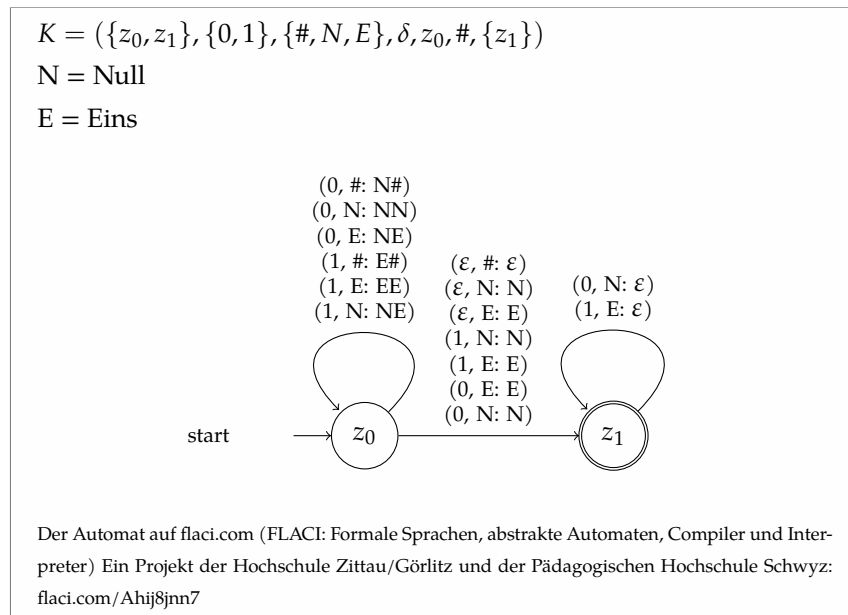 K = ({z₀, z₁}, {0, 1}, {#, N, E}, δ, z₀, #, {z₁})
N = Null
E = Eins
(0, #: N#)
(0, N: NN)
(0, E: NE)
(1, #: E#)
(1, E: EE)
(1, N: NE)
(ε, #: ε)
(ε, N: N)
(ε, E: E)
(1, N: N)
(1, E: E)
(0, E: E)
(0, N: N)
(0, N: ε)
(1, E: ε)
start
z₀
z₁
Der Automat auf flaci.com (FLACI: Formale Sprachen, abstrakte Automaten, Compiler und Inter-
preter) Ein Projekt der Hochschule Zittau/Görlitz und der Pädagogischen Hochschule Schwyz:
flaci.com/Ahij8jnn7